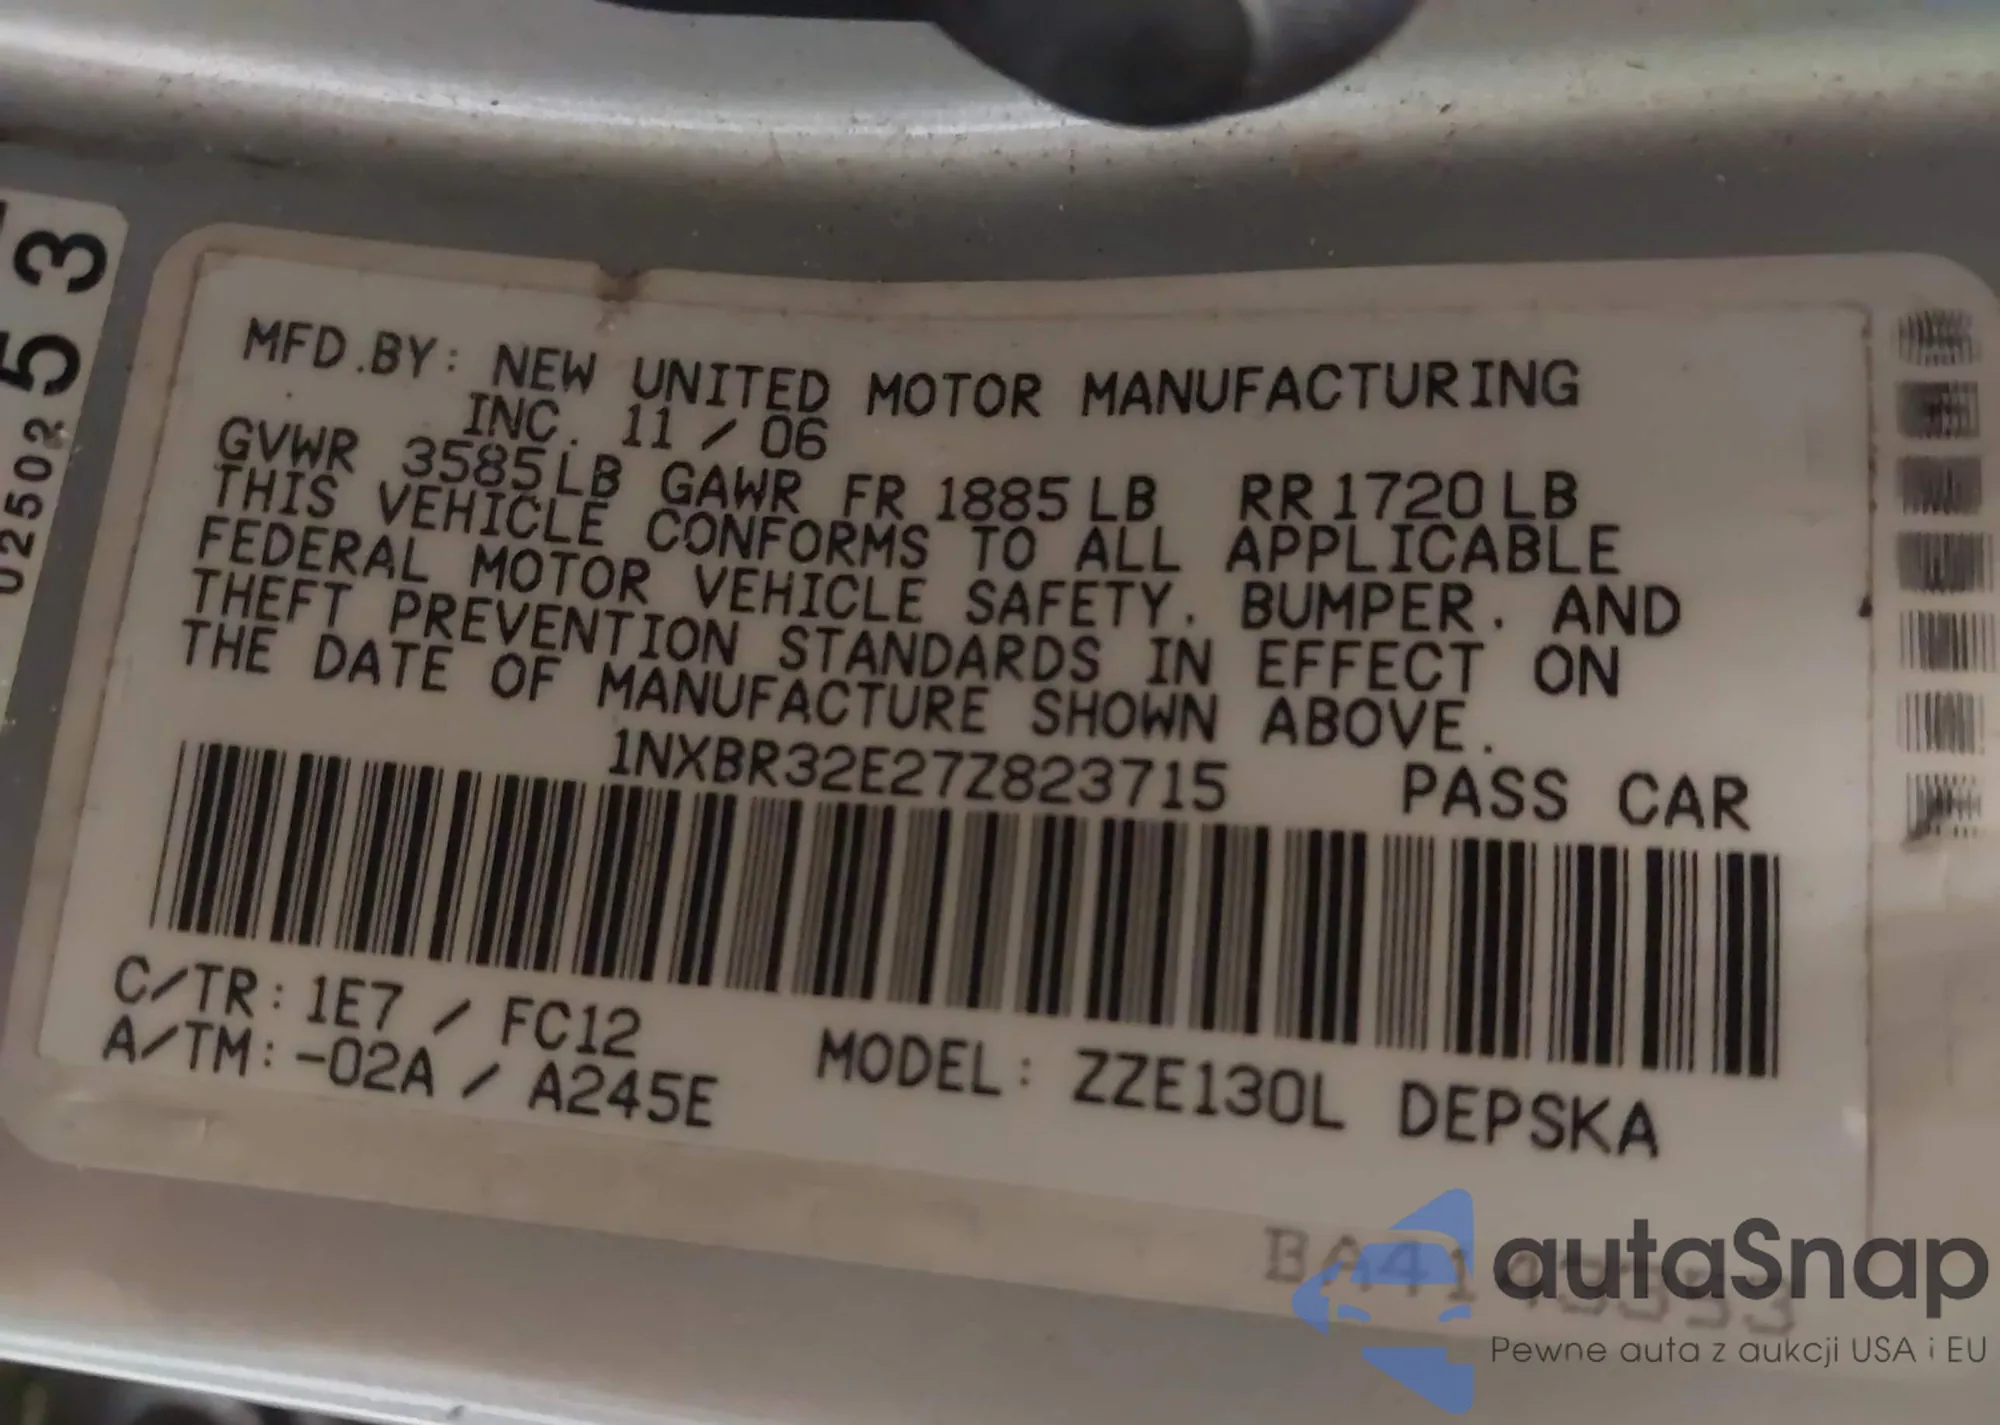 53
02502
MFD.BY: NEW UNITED MOTOR MANUFACTURING
INC. 11 / 06
GVWR 3585LB GAWR FR 1885LB RR1720LB
THIS VEHICLE CONFORMS TO ALL APPLICABLE
FEDERAL MOTOR VEHICLE SAFETY. BUMPER. AND
THEFT PREVENTION STANDARDS IN EFFECT ON
THE DATE OF MANUFACTURE SHOWN ABOVE.
1NXBR32E27Z823715 PASS CAR
C/TR: 1E7 / FC12
A/TM: -02A / A245E
MODEL: ZZE130L DEPSKA
autaSnap
Pewne auta z aukcji USA i EU